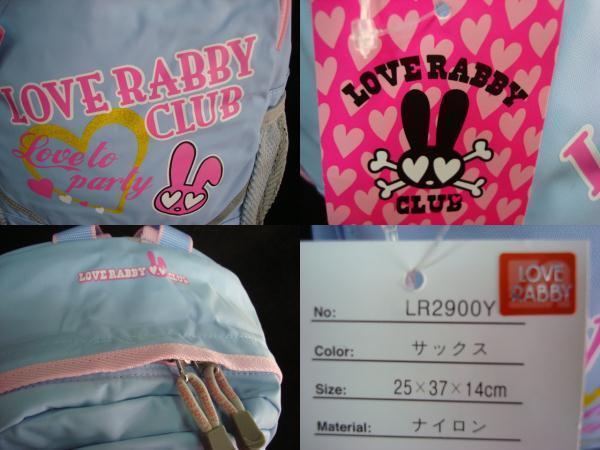 LOVE RABBY
CLUB
Love to
party
LOVE RABBY
CLUB
LOVE RABBY CLUB
LOVE
RABBY
No: LR2900Y
Color: サックス
Size: 25×37×14cm
Material: ナイロン